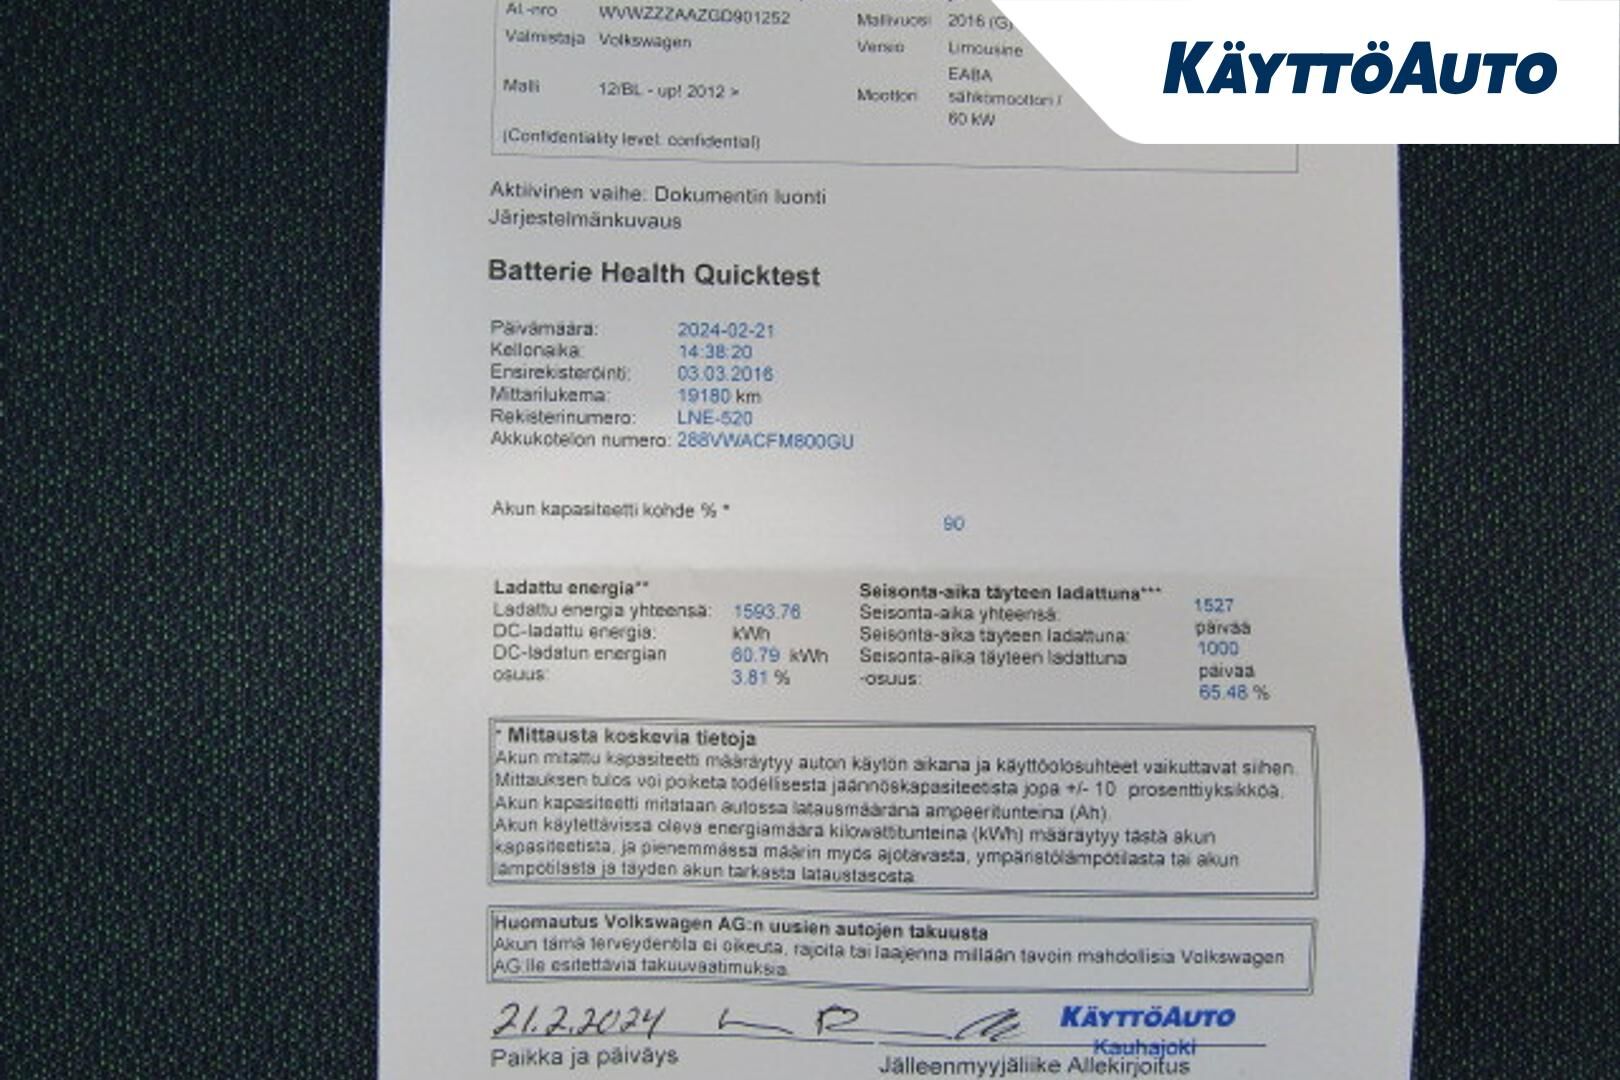 KÄYTTÖAUTO
AL-nro WVWZZZAAZGD901252 Mallivuosi 2016 (G)
Valmistaja Volkswagen Versio Limousine
EABA
Malli 12/BL - up! 2012 > Moottori sähkömoottori /
60 kW
(Confidentiality level: confidential)
Aktiivinen vaihe: Dokumentin luonti
Järjestelmänkuvaus
Batterie Health Quicktest
Päivämäärä: 2024-02-21
Kellonaika: 14:38:20
Ensirekisteröinti: 03.03.2016
Mittarilukema: 19180 km
Rekisterinumero: LNE-520
Akkukotelon numero: 288VWACFM800GU
Akun kapasiteetti kohde % *
90
Ladattu energia**
Ladattu energia yhteensä: 1593.76
DC-ladattu energia: kWh
DC-ladatun energian 60.79 kWh
osuus: 3.81 %
Seisonta-aika täyteen ladattuna***
Seisonta-aika yhteensä: 1527
Seisonta-aika täyteen ladattuna: päivää
Seisonta-aika täyteen ladattuna 1000
-osuus: päivää
65.48 %
* Mittausta koskevia tietoja
Akun mitattu kapasiteetti määräytyy auton käytön aikana ja käyttöolosuhteet vaikuttavat siihen.
Mittauksen tulos voi poiketa todellisesta jäännöskapasiteetista jopa +/- 10 prosenttiyksikköä.
Akun kapasiteetti mitataan autossa latausmääränä ampeeritunteina (Ah).
Akun käytettävissä oleva energiamäärä kilowattitunteina (kWh) määräytyy tästä akun
kapasiteetista, ja pienemmässä määrin myös ajotavasta, ympäristölämpötilasta tai akun
lämpötilasta ja täyden akun tarkasta lataustasosta.
Huomautus Volkswagen AG:n uusien autojen takuusta
Akun tämä terveydentila ei oikeuta, rajoita tai laajenna millään tavoin mahdollisia Volkswagen
AG:lle esitettäviä takuuvaatimuksia.
21.2.2024
KÄYTTÖAUTO
Kauhajoki
Paikka ja päiväys Jälleenmyyjäliike Allekirjoitus